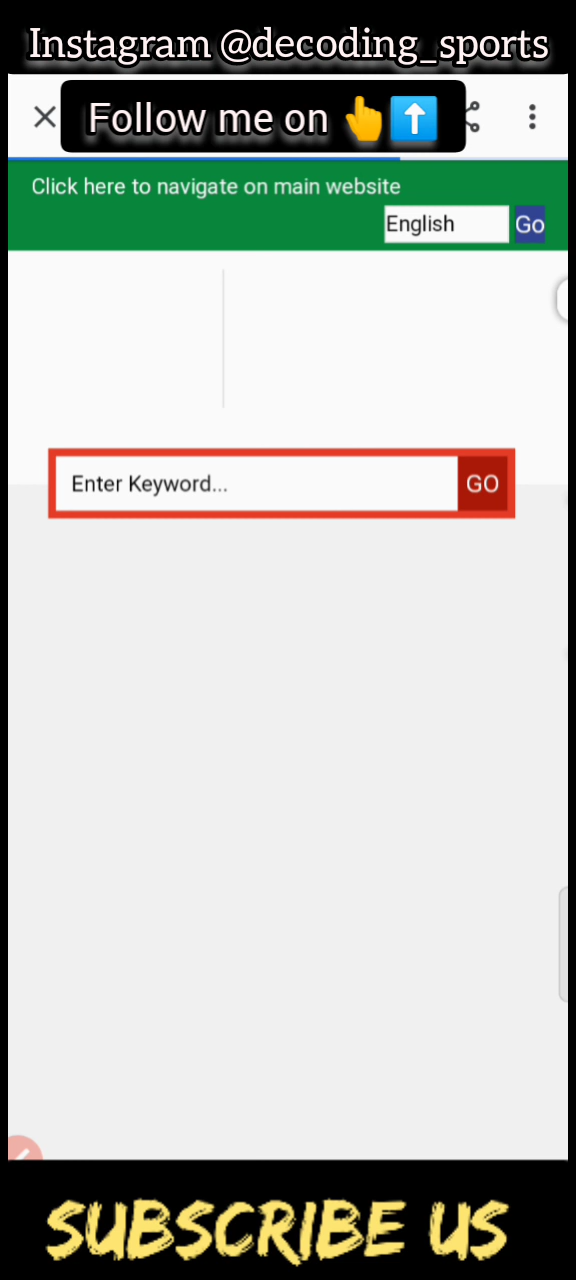 Instagram @decoding_sports
Follow me on 👆⬆️
Click here to navigate on main website
English Go
Enter Keyword... GO
SUBSCRIBE US